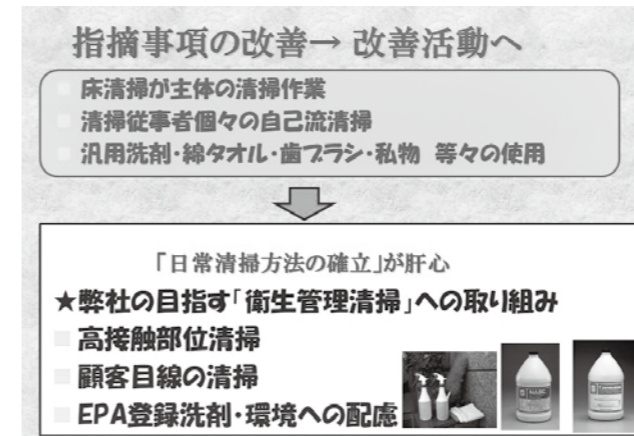 指摘事項の改善→ 改善活動へ
床清掃が主体の清掃作業
清掃従事者個々の自己流清掃
汎用洗剤・綿タオル・歯ブラシ・私物 等々の使用
「日常清掃方法の確立」が肝心
★弊社の目指す「衛生管理清掃」への取り組み
高接触部位清掃
顧客目線の清掃
EPA登録洗剤・環境への配慮